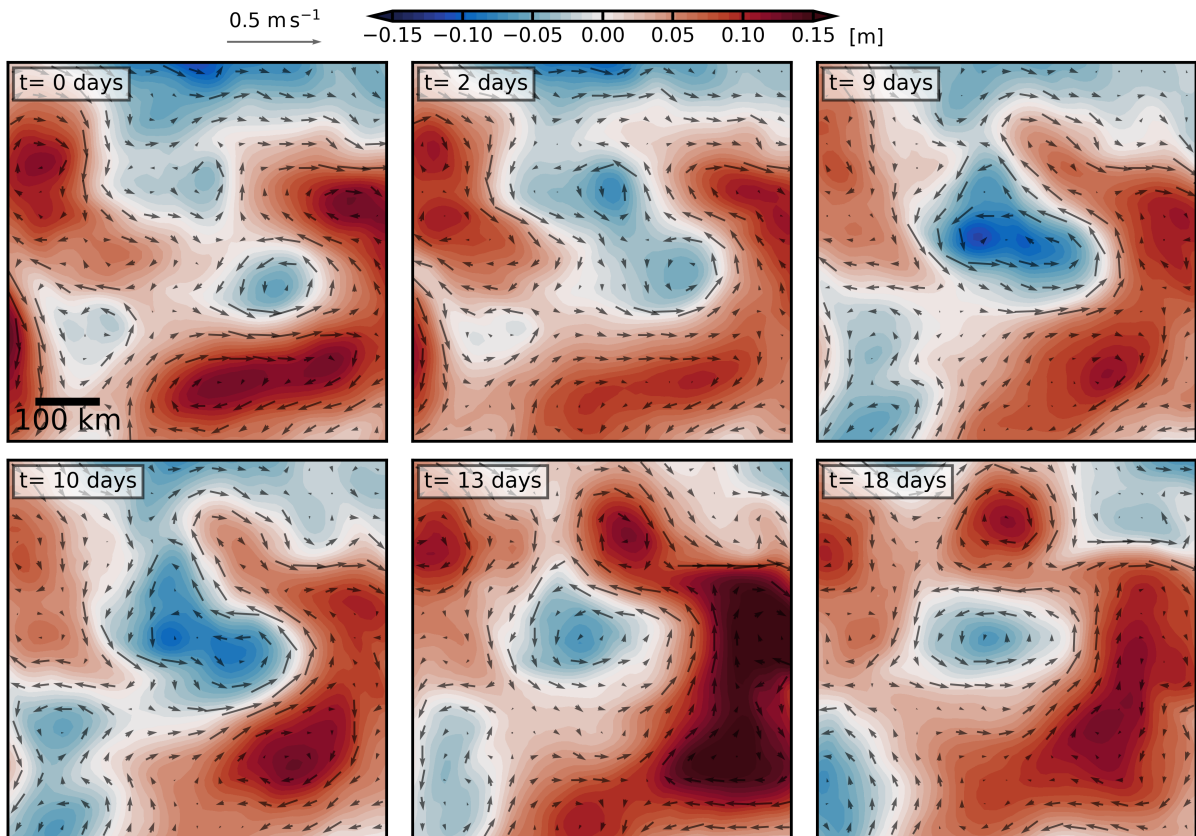 0.5 m s−1
−0.15 −0.10 −0.05 0.00 0.05 0.10 0.15 [m]
t= 0 days
t= 2 days
t= 9 days
100 km
t= 10 days
t= 13 days
t= 18 days